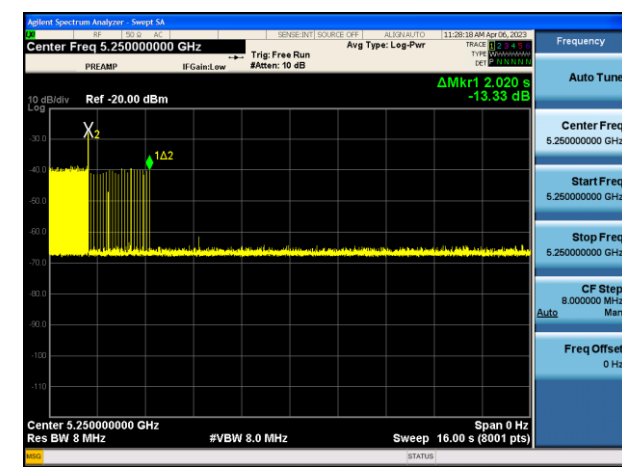 Agilent Spectrum Analyzer - Swept SA
RF 50 Ω AC SENSE:INT SOURCE OFF ALIGN AUTO 11:28:18 AM Apr 06, 2023
Center Freq 5.250000000 GHz Avg Type: Log-Pwr TRACE 1 2 3 4 5 6
Trig: Free Run TYPE
PREAMP IFGain:Low #Atten: 10 dB DET P N N N N N
ΔMkr1 2.020 s
-13.33 dB
10 dB/div Ref -20.00 dBm
Log
-30.0
-40.0
-50.0
-60.0
-70.0
-80.0
-90.0
-100
-110
X2
1Δ2
Center 5.250000000 GHz Span 0 Hz
Res BW 8 MHz #VBW 8.0 MHz Sweep 16.00 s (8001 pts)
MSG STATUS
Frequency
Auto Tune
Center Freq
5.250000000 GHz
Start Freq
5.250000000 GHz
Stop Freq
5.250000000 GHz
CF Step
8.000000 MHz
Auto Man
Freq Offset
0 Hz